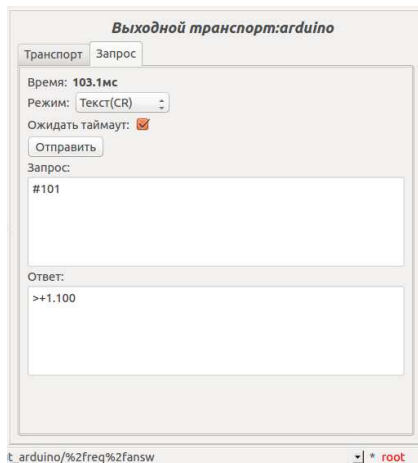 Выходной транспорт:arduino
Транспорт Запрос
Время: 103.1мс
Режим: Текст(CR)
Ожидать таймаут:
Отправить
Запрос:
#101
Ответ:
>+1.100
t_arduino/%2freq%2fansw * root